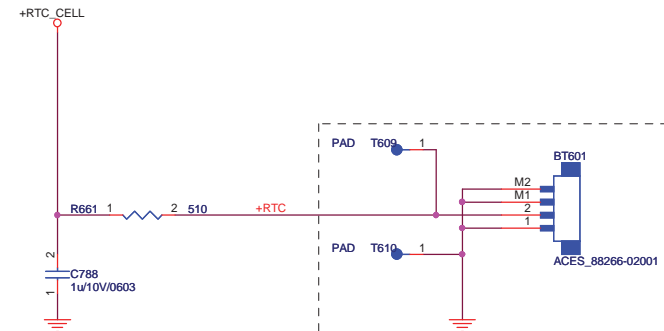 +RTC_CELL
PAD T609 1
BT601
M2
M1
R661 1 2 510 +RTC
2
1
PAD T610 1
ACES_88266-02001
2
C788
1u/10V/0603
1